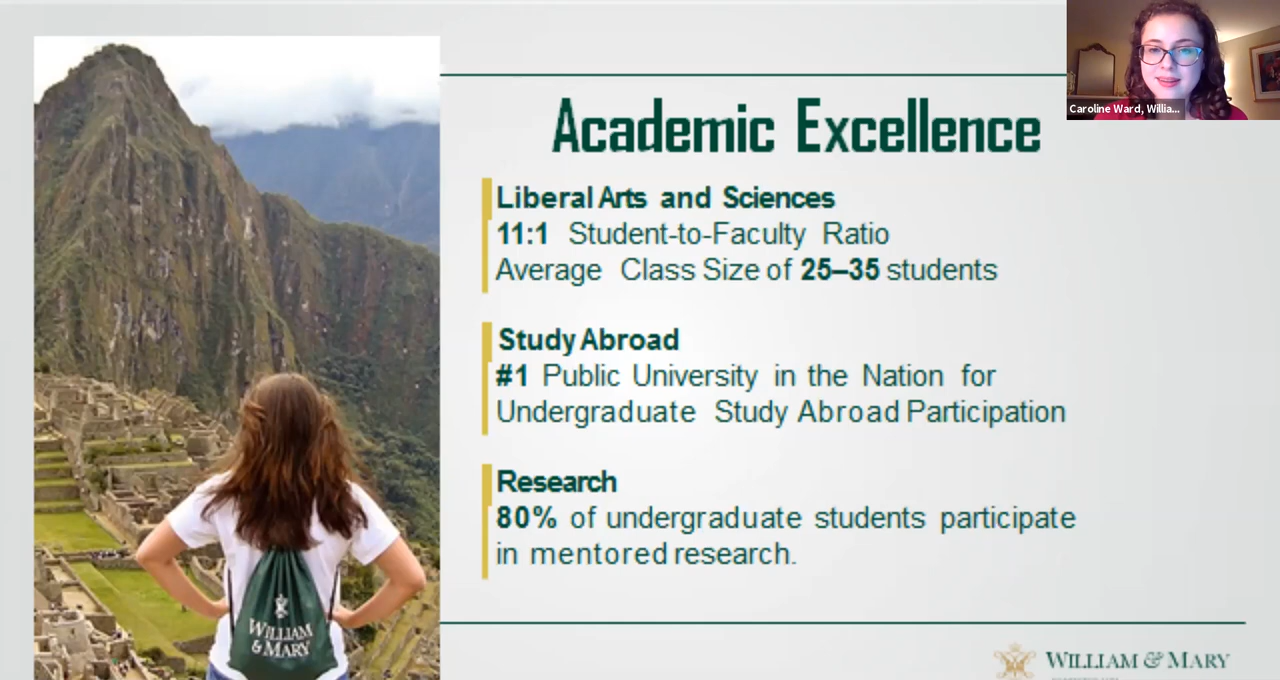 Caroline Ward, Willia...
Academic Excellence
Liberal Arts and Sciences
11:1 Student-to-Faculty Ratio
Average Class Size of 25–35 students
Study Abroad
#1 Public University in the Nation for
Undergraduate Study Abroad Participation
Research
80% of undergraduate students participate
in mentored research.
WILLIAM
& MARY
WILLIAM & MARY